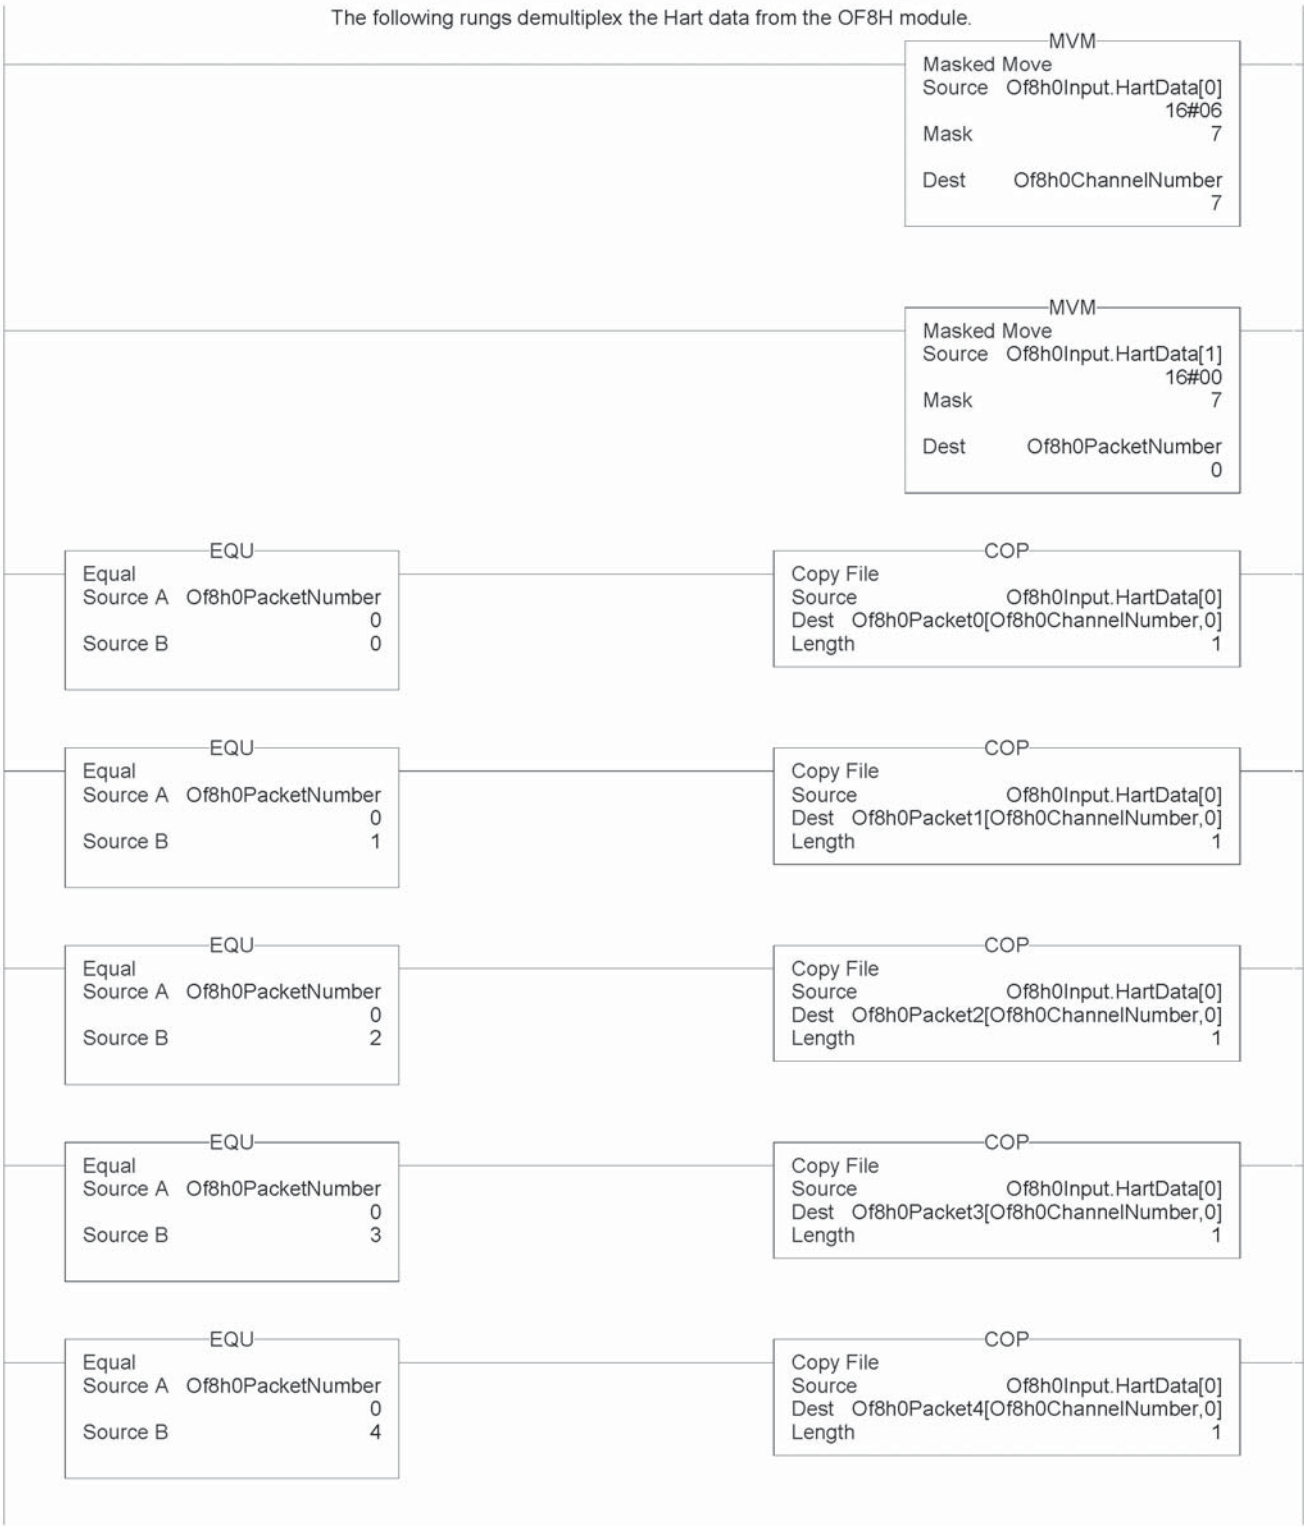 The following rungs demultiplex the Hart data from the OF8H module.
MVM
Masked Move
Source Of8h0Input.HartData[0]
16#06
Mask 7
Dest Of8h0ChannelNumber
7
MVM
Masked Move
Source Of8h0Input.HartData[1]
16#00
Mask 7
Dest Of8h0PacketNumber
0
EQU
Equal
Source A Of8h0PacketNumber
0
Source B 0
COP
Copy File
Source Of8h0Input.HartData[0]
Dest Of8h0Packet0[Of8h0ChannelNumber,0]
Length 1
EQU
Equal
Source A Of8h0PacketNumber
0
Source B 1
COP
Copy File
Source Of8h0Input.HartData[0]
Dest Of8h0Packet1[Of8h0ChannelNumber,0]
Length 1
EQU
Equal
Source A Of8h0PacketNumber
0
Source B 2
COP
Copy File
Source Of8h0Input.HartData[0]
Dest Of8h0Packet2[Of8h0ChannelNumber,0]
Length 1
EQU
Equal
Source A Of8h0PacketNumber
0
Source B 3
COP
Copy File
Source Of8h0Input.HartData[0]
Dest Of8h0Packet3[Of8h0ChannelNumber,0]
Length 1
EQU
Equal
Source A Of8h0PacketNumber
0
Source B 4
COP
Copy File
Source Of8h0Input.HartData[0]
Dest Of8h0Packet4[Of8h0ChannelNumber,0]
Length 1